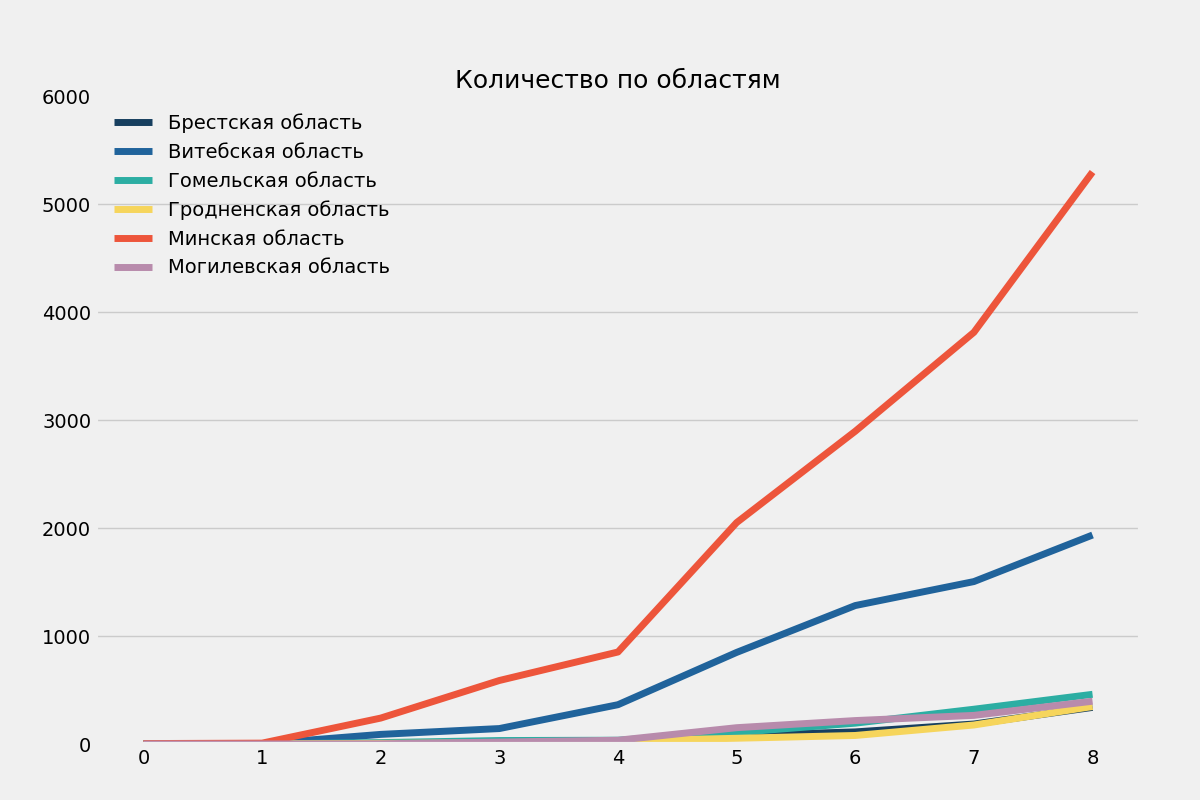 Количество по областям
6000
Брестская область
Витебская область
Гомельская область
5000
Гродненская область
Минская область
Могилевская область
4000
3000
2000
1000
0
0 1 2 3 4 5 6 7 8